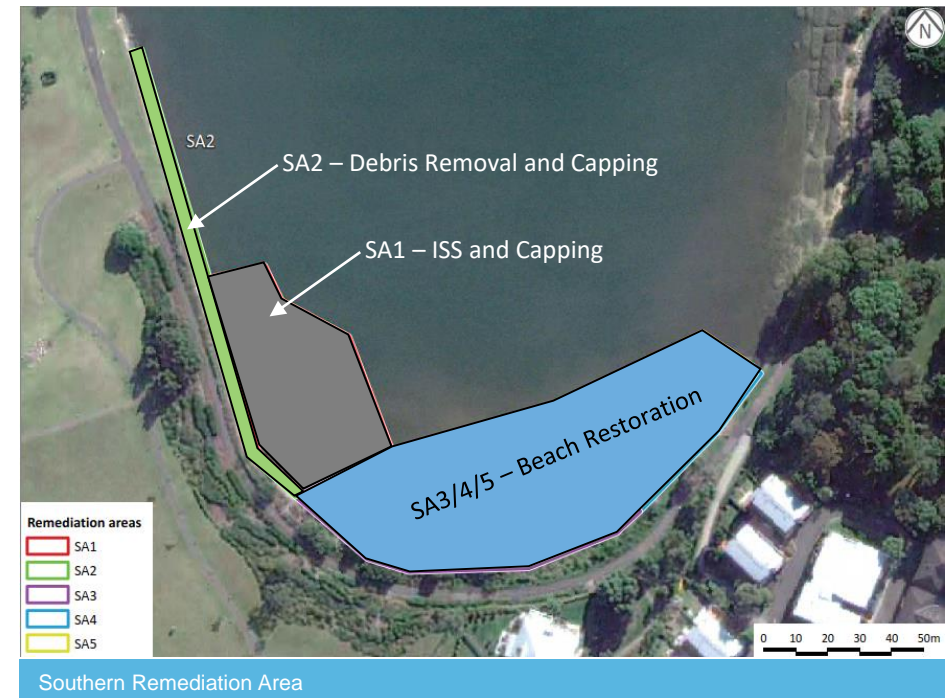 N
SA2
SA2 – Debris Removal and Capping
SA1 – ISS and Capping
SA3/4/5 – Beach Restoration
Remediation areas
SA1
SA2
SA3
SA4
SA5
0 10 20 30 40 50m
Southern Remediation Area